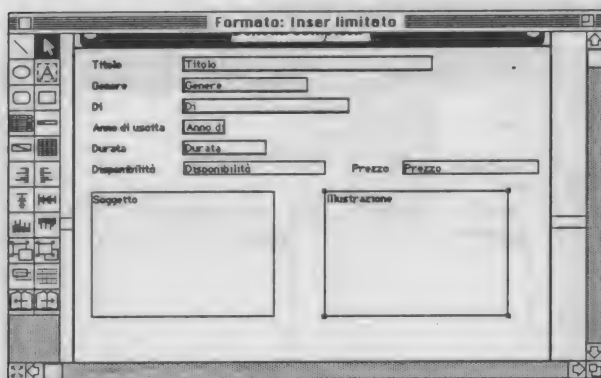 Formato: Inser limitato
Titolo Titolo
Genere Genere
Di Di
Anno di uscita Anno di
Durata Durata
Disponibilità Disponibilità Prezzo Prezzo
Soggetto Illustrazione